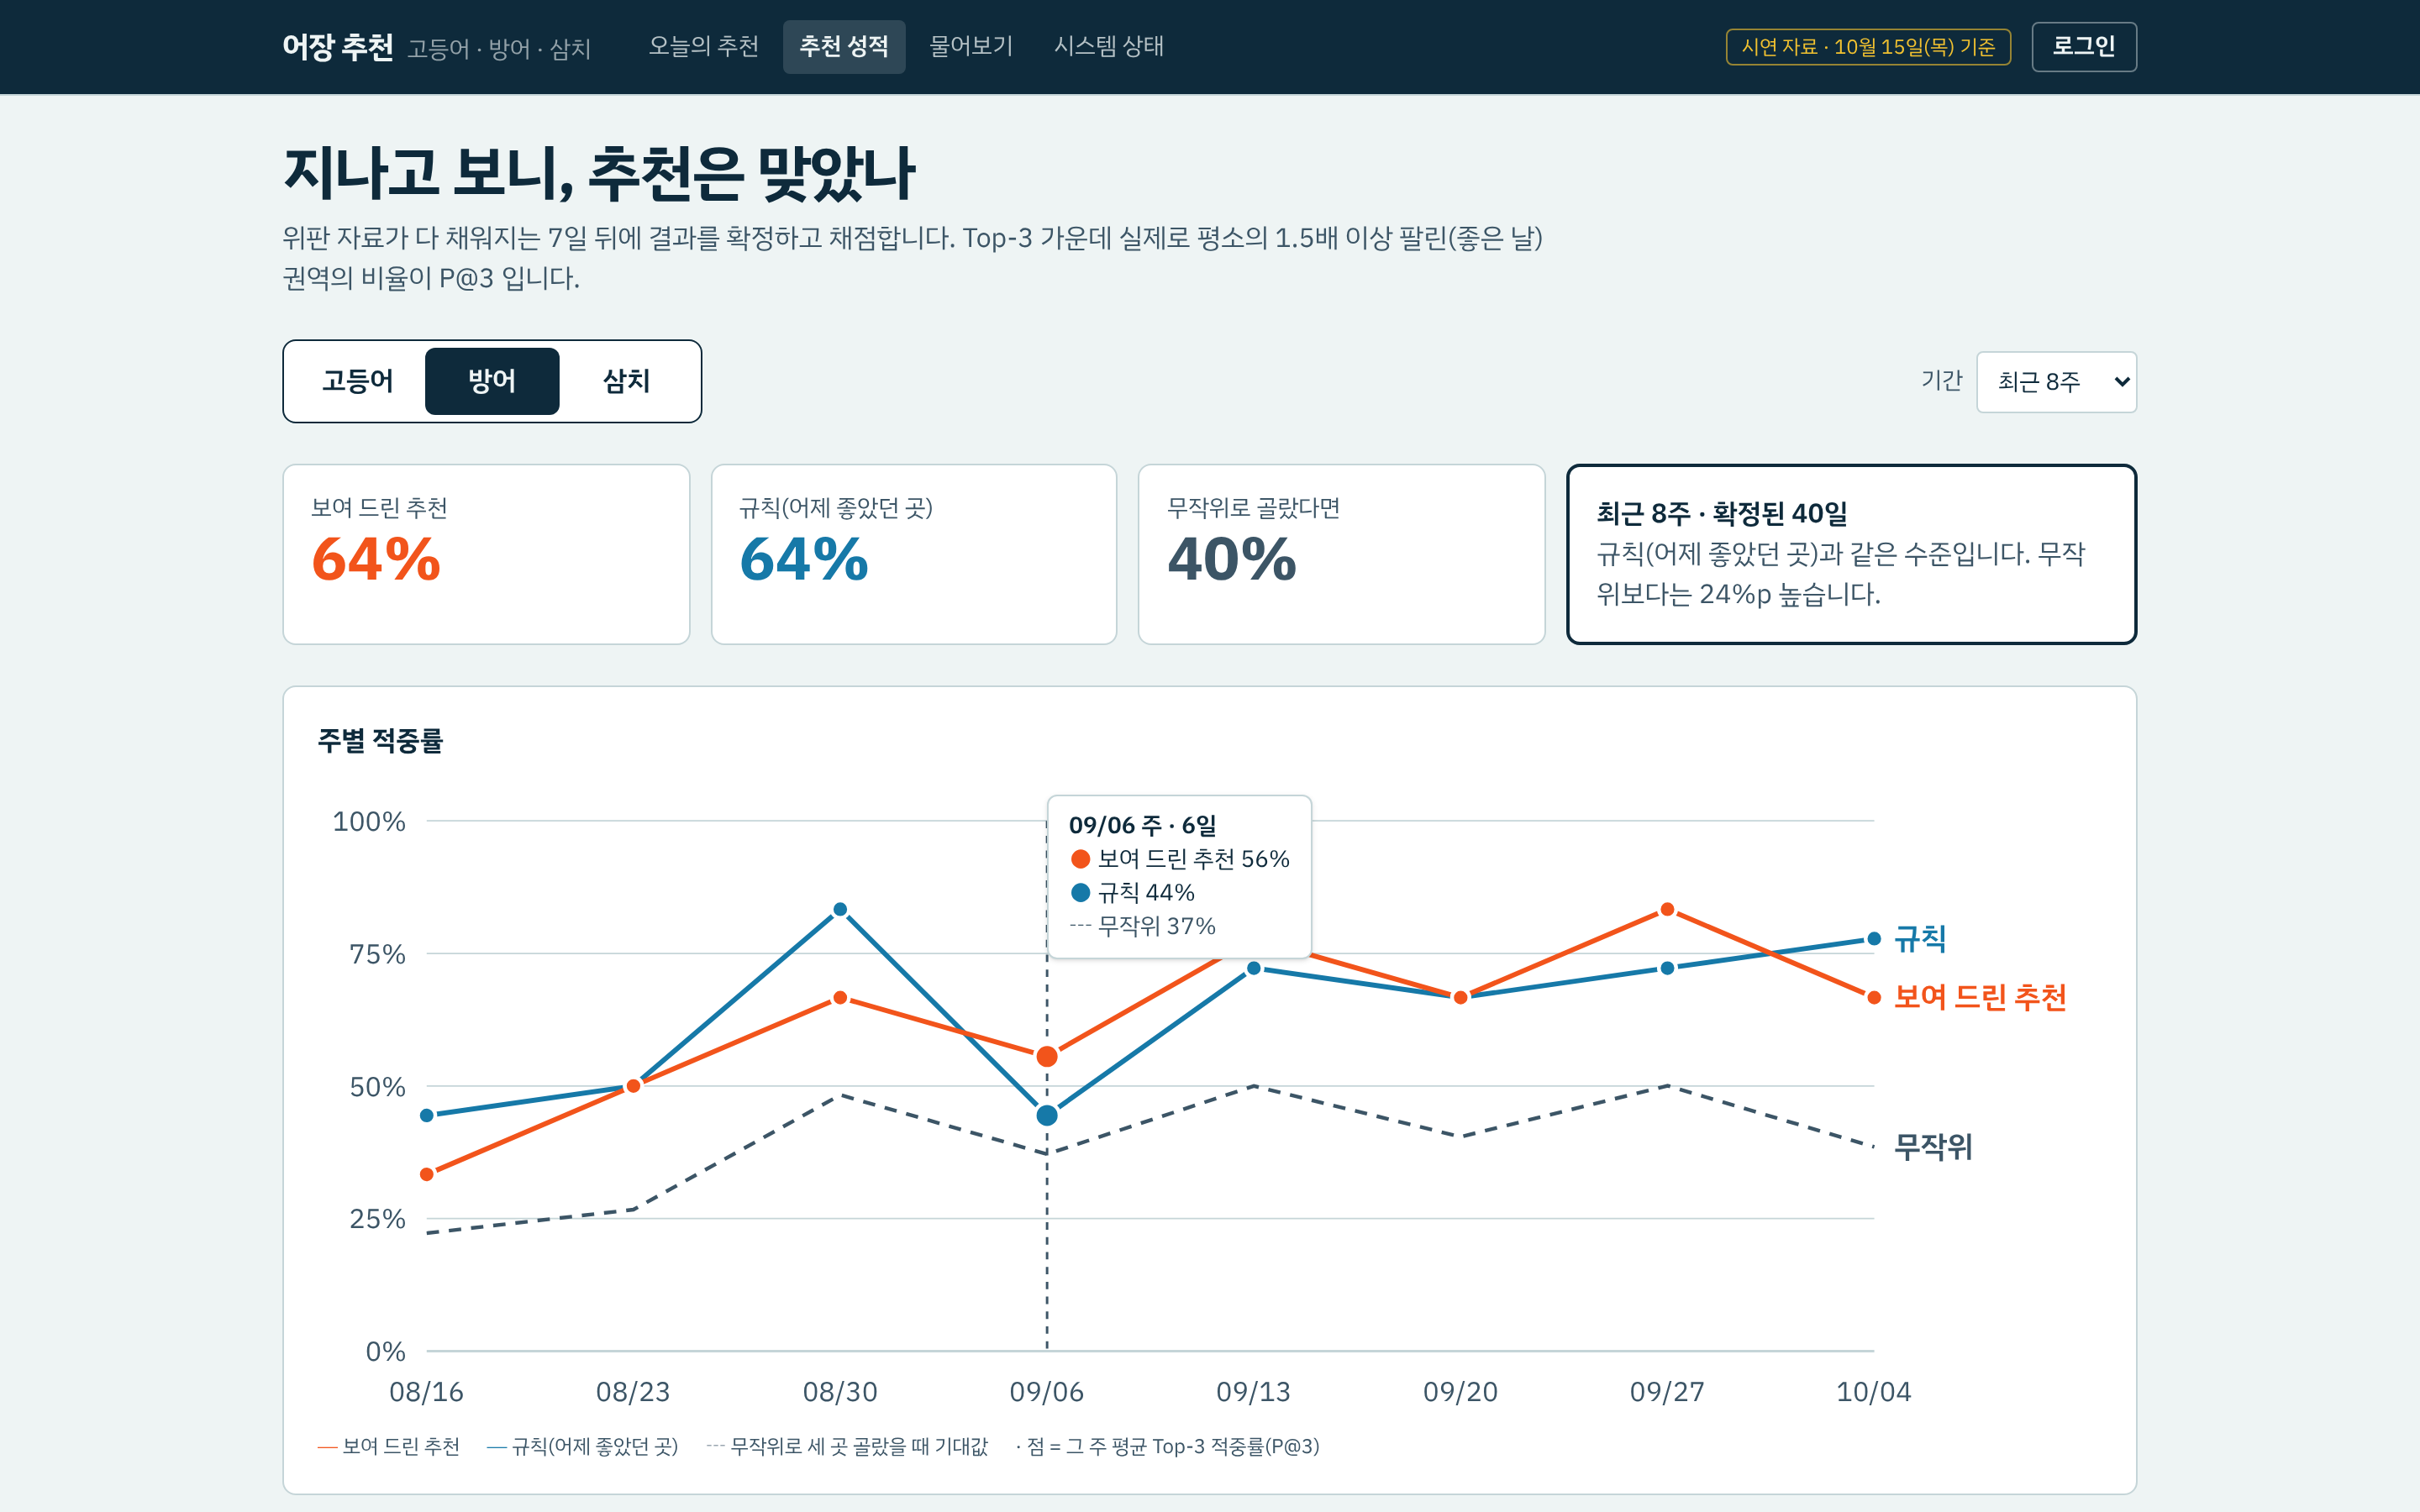 어장 추천 고등어 · 방어 · 삼치 오늘의 추천 추천 성적 물어보기 시스템 상태 시연 자료 · 10월 15일(목) 기준 로그인
지나고 보니, 추천은 맞았나
위판 자료가 다 채워지는 7일 뒤에 결과를 확정하고 채점합니다. Top-3 가운데 실제로 평소의 1.5배 이상 팔린(좋은 날)
권역의 비율이 P@3 입니다.
고등어 방어 삼치 기간 최근 8주
보여 드린 추천
64%
규칙(어제 좋았던 곳)
64%
무작위로 골랐다면
40%
최근 8주 · 확정된 40일
규칙(어제 좋았던 곳)과 같은 수준입니다. 무작
위보다는 24%p 높습니다.
주별 적중률
100%
75%
50%
25%
0%
09/06 주 · 6일
보여 드린 추천 56%
규칙 44%
무작위 37%
규칙
보여 드린 추천
무작위
08/16 08/23 08/30 09/06 09/13 09/20 09/27 10/04
보여 드린 추천 규칙(어제 좋았던 곳) 무작위로 세 곳 골랐을 때 기대값 · 점 = 그 주 평균 Top-3 적중률(P@3)